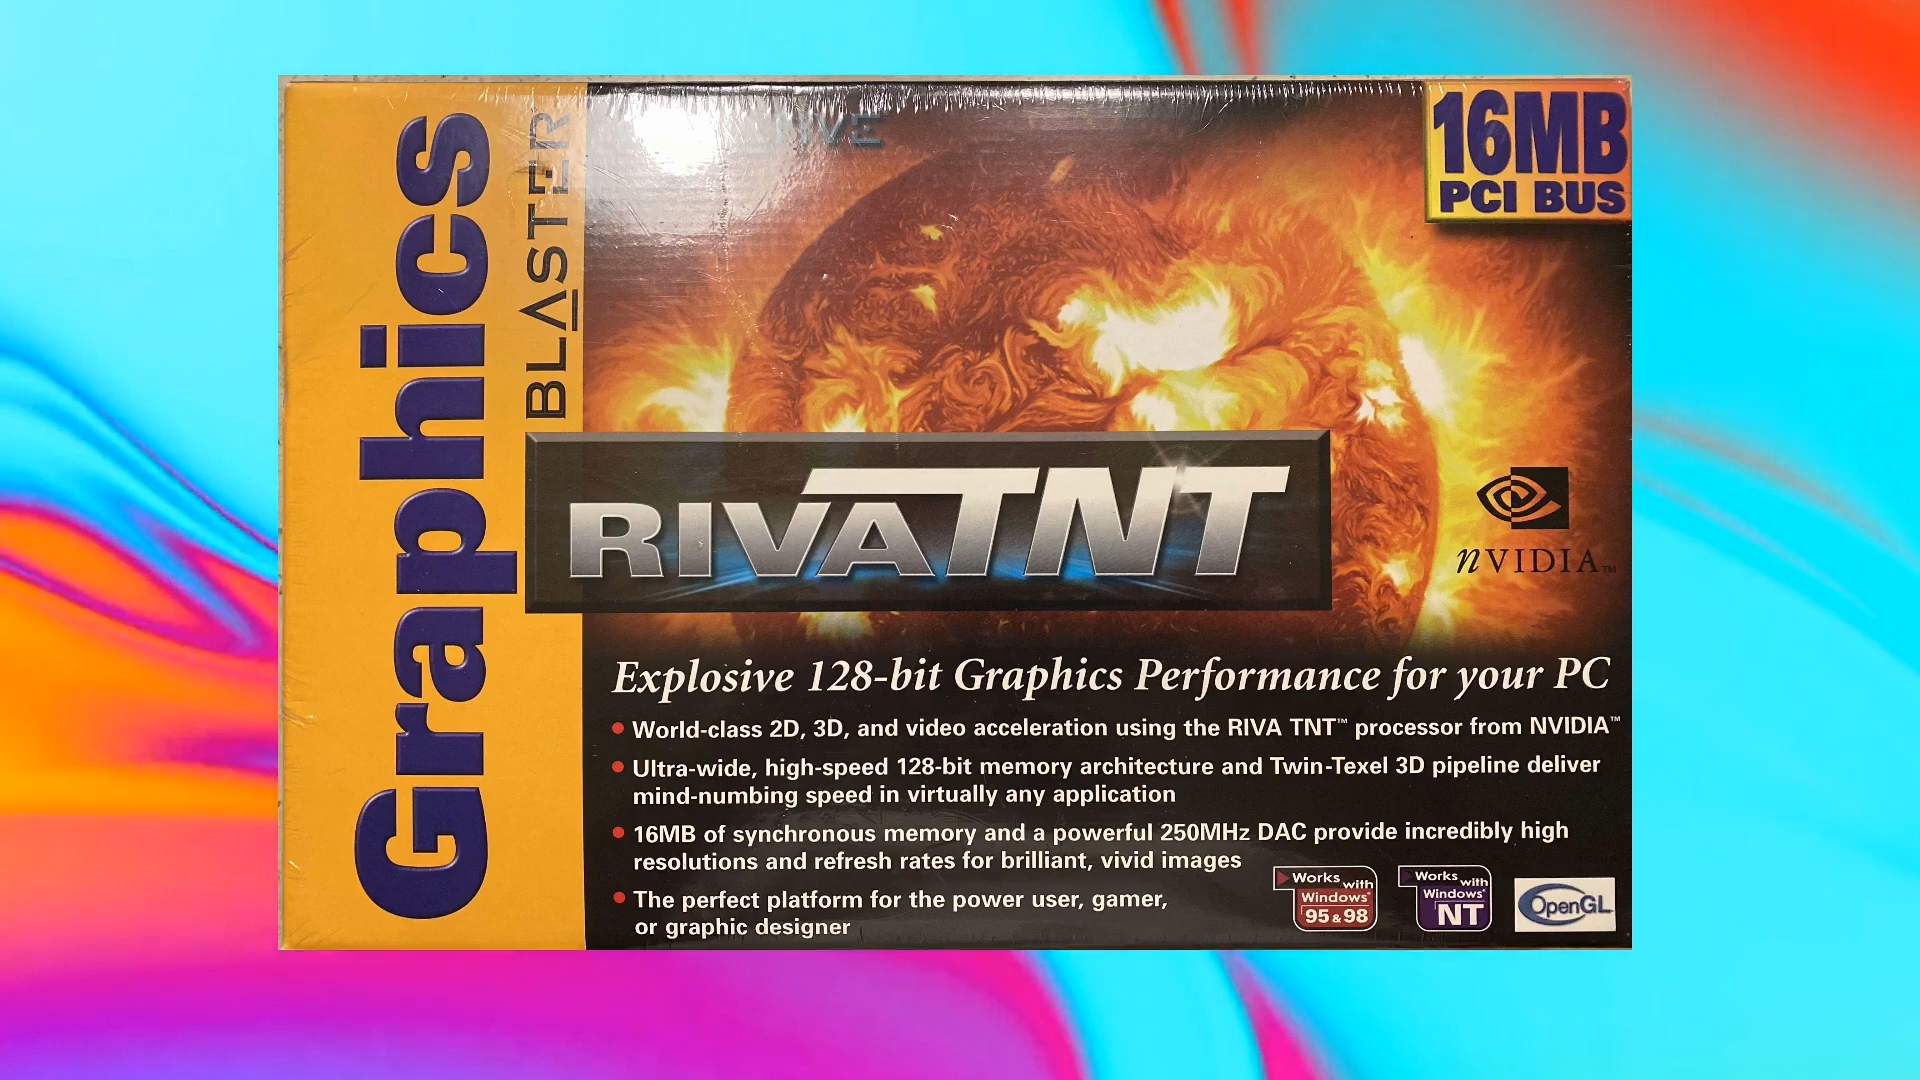 Graphics
BLASTER
16MB
PCI BUS
RIVATNT
nVIDIA™
Explosive 128-bit Graphics Performance for your PC
• World-class 2D, 3D, and video acceleration using the RIVA TNT™ processor from NVIDIA™
• Ultra-wide, high-speed 128-bit memory architecture and Twin-Texel 3D pipeline deliver
mind-numbing speed in virtually any application
• 16MB of synchronous memory and a powerful 250MHz DAC provide incredibly high
resolutions and refresh rates for brilliant, vivid images
• The perfect platform for the power user, gamer,
or graphic designer
Works with
Windows®
95 & 98
Works with
Windows®
NT
OpenGL